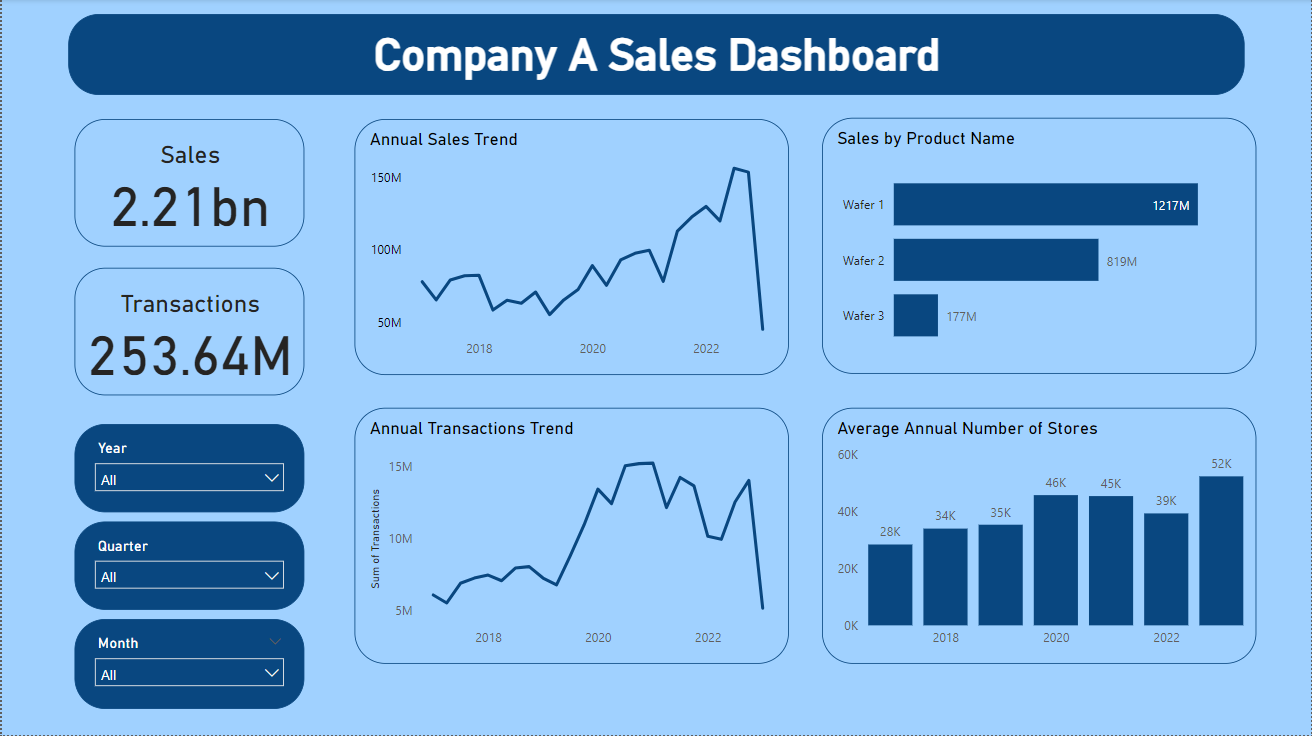 Company A Sales Dashboard
Sales
2.21bn
Transactions
253.64M
Year
All
Quarter
All
Month
All
Annual Sales Trend
150M
100M
50M
2018 2020 2022
Sales by Product Name
Wafer 1 1217M
Wafer 2 819M
Wafer 3 177M
Annual Transactions Trend
Sum of Transactions
15M
10M
5M
2018 2020 2022
Average Annual Number of Stores
60K
40K
20K
0K
28K 34K 35K 46K 45K 39K 52K
2018 2020 2022